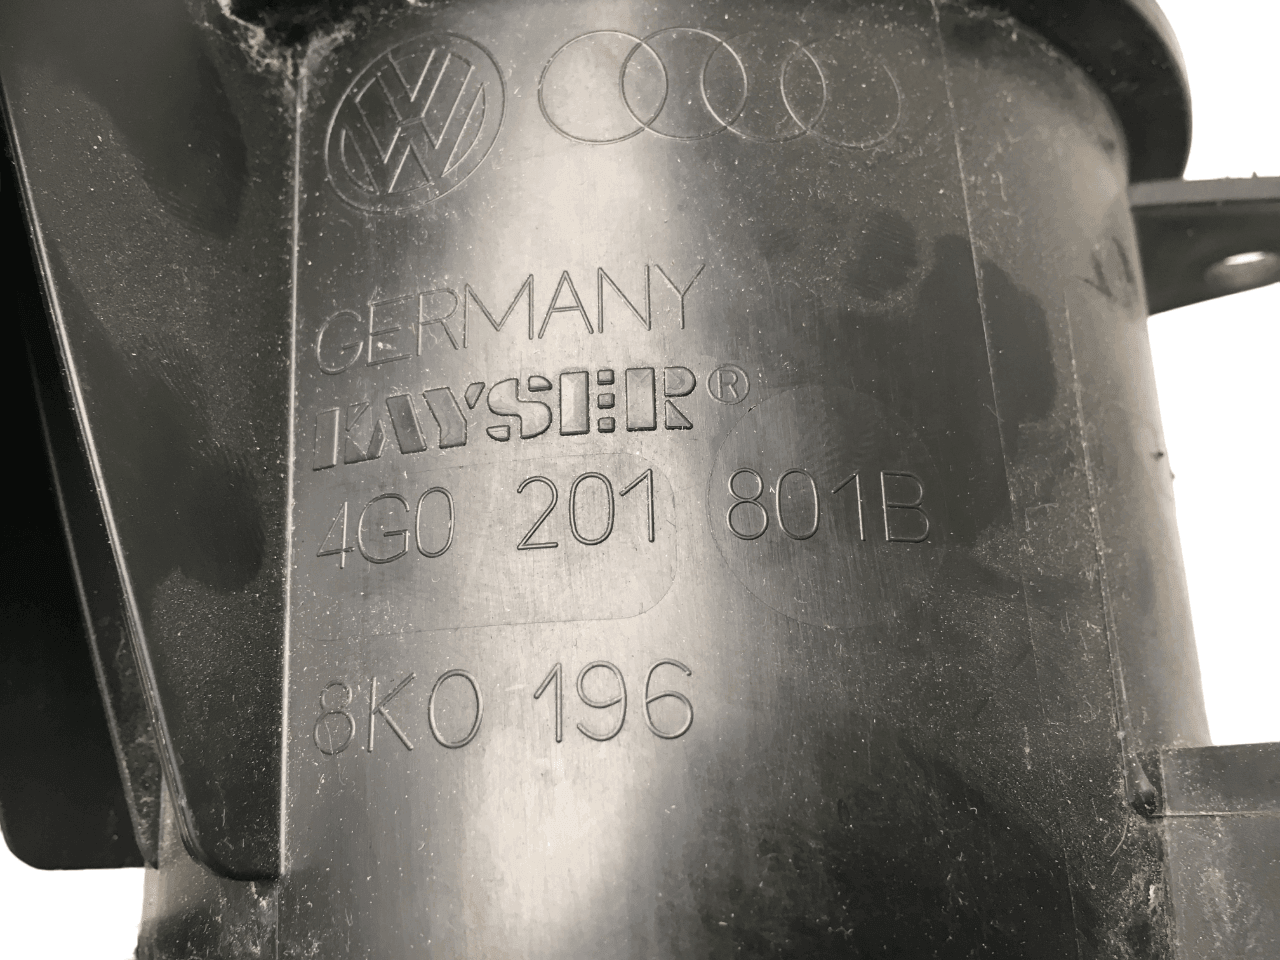 GERMANY
KAYSER®
4G0 201 801B
8K0 196